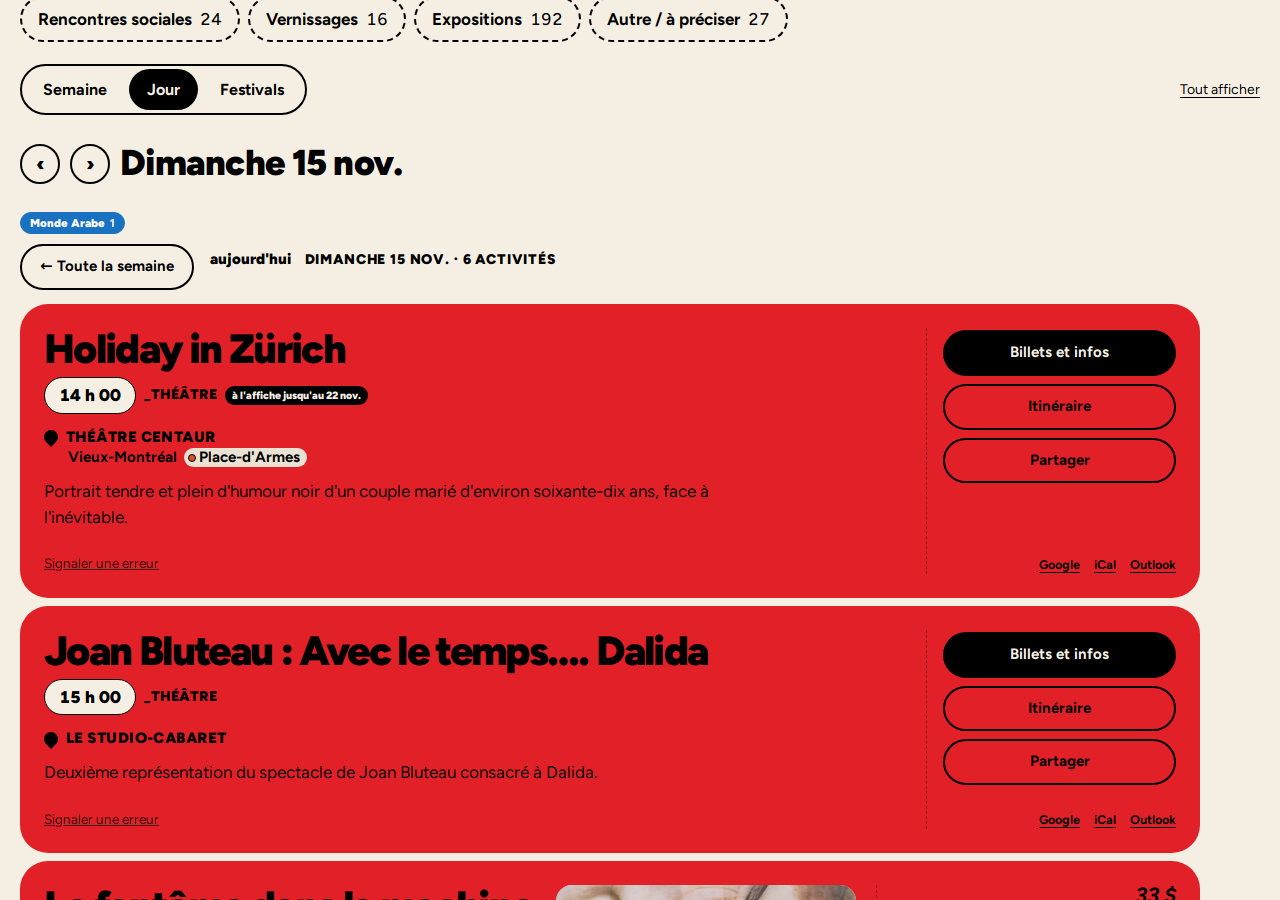 Rencontres sociales 24 Vernissages 16 Expositions 192 Autre / à préciser 27
Semaine Jour Festivals Tout afficher
‹ › Dimanche 15 nov.
Monde Arabe 1
← Toute la semaine aujourd'hui DIMANCHE 15 NOV. · 6 ACTIVITÉS
Holiday in Zürich
14 h 00 _THÉÂTRE à l'affiche jusqu'au 22 nov.
THÉÂTRE CENTAUR
Vieux-Montréal Place-d'Armes
Portrait tendre et plein d'humour noir d'un couple marié d'environ soixante-dix ans, face à
l'inévitable.
Signaler une erreur
Billets et infos
Itinéraire
Partager
Google iCal Outlook
Joan Bluteau : Avec le temps.... Dalida
15 h 00 _THÉÂTRE
LE STUDIO-CABARET
Deuxième représentation du spectacle de Joan Bluteau consacré à Dalida.
Signaler une erreur
Billets et infos
Itinéraire
Partager
Google iCal Outlook
Le fantôme dans la machine
33 $